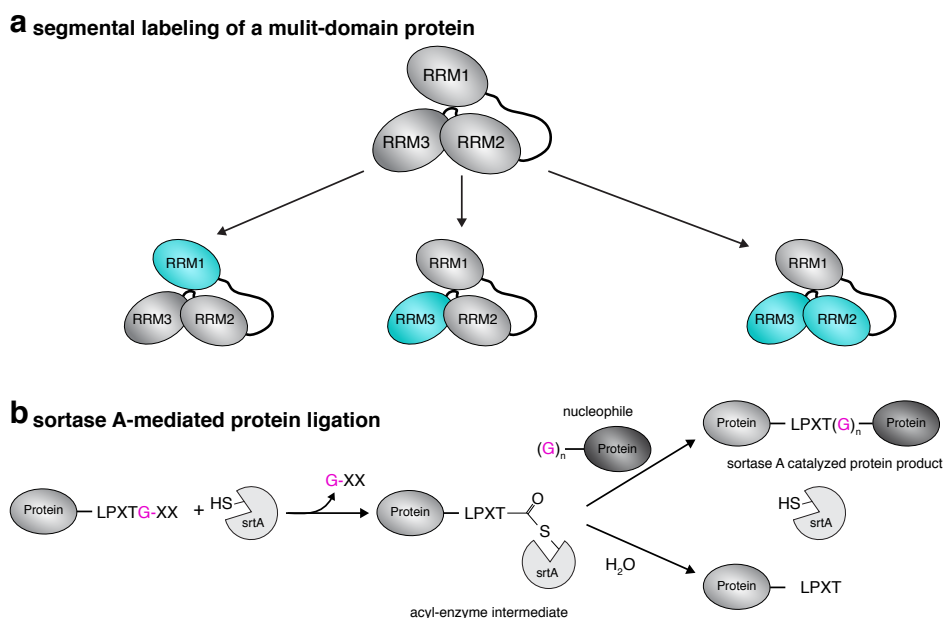 a segmental labeling of a mulit-domain protein
RRM1
RRM3 RRM2
RRM1
RRM3 RRM2
RRM1
RRM3 RRM2
RRM1
RRM3 RRM2
b sortase A-mediated protein ligation
Protein LPXTG-XX + HS srtA
G-XX
Protein LPXT O
S
srtA
acyl-enzyme intermediate
nucleophile
(G)n Protein
H2O
Protein LPXT(G)n Protein
sortase A catalyzed protein product
HS
srtA
Protein LPXT